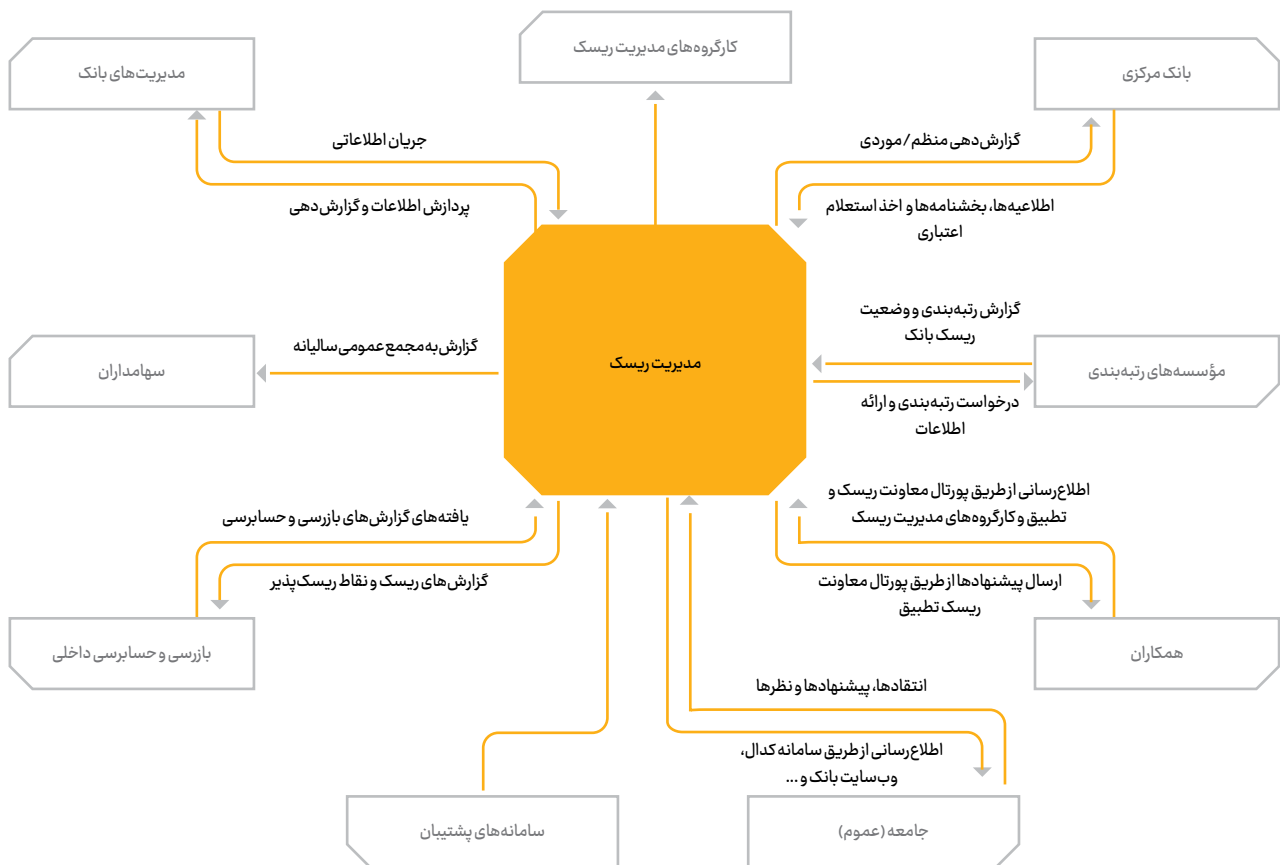 کارگروه‌های مدیریت ریسک
بانک مرکزی
مدیریت‌های بانک
گزارش‌دهی منظم/موردی
جریان اطلاعاتی
اطلاعیه‌ها، بخشنامه‌ها و اخذ استعلام
اعتباری
پردازش اطلاعات و گزارش‌دهی
گزارش رتبه‌بندی و وضعیت
ریسک بانک
مؤسسه‌های رتبه‌بندی
درخواست رتبه‌بندی و ارائه
اطلاعات
مدیریت ریسک
گزارش به مجمع عمومی سالیانه
سهامداران
اطلاع‌رسانی از طریق پورتال معاونت ریسک و
تطبیق و کارگروه‌های مدیریت ریسک
ارسال پیشنهادها از طریق پورتال معاونت
ریسک تطبیق
همکاران
یافته‌های گزارش‌های بازرسی و حسابرسی
گزارش‌های ریسک و نقاط ریسک‌پذیر
بازرسی و حسابرسی داخلی
انتقادها، پیشنهادها و نظرها
اطلاع‌رسانی از طریق سامانه کدال،
وب‌سایت بانک و ...
جامعه (عموم)
سامانه‌های پشتیبان